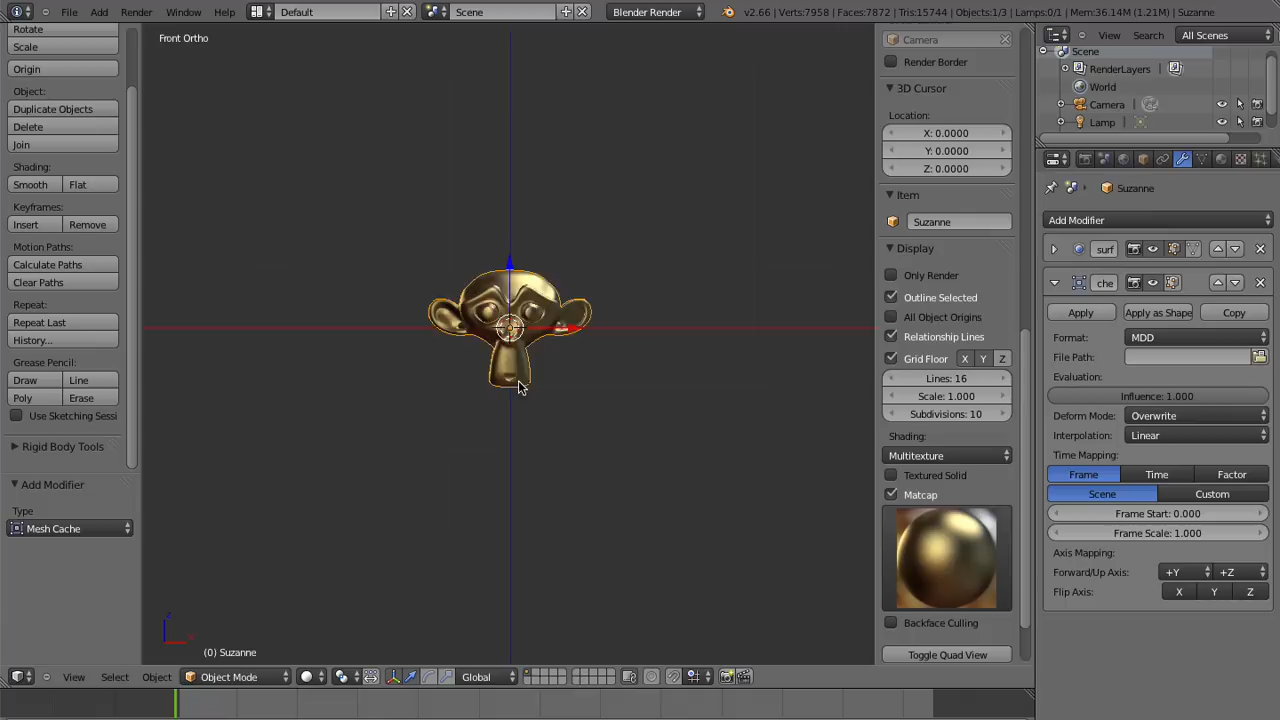 File Add Render Window Help Default Scene Blender Render v2.66 | Verts:7958 | Faces:7872 | Tris:15744 | Objects:1/3 | Lamps:0/1 | Mem:36.14M (1.21M) | Suzanne
Rotate
Scale
Origin
Object:
Duplicate Objects
Delete
Join
Shading:
Smooth Flat
Keyframes:
Insert Remove
Motion Paths:
Calculate Paths
Clear Paths
Repeat:
Repeat Last
History...
Grease Pencil:
Draw Line
Poly Erase
Use Sketching Sessi
Rigid Body Tools
Add Modifier
Type
Mesh Cache
Front Ortho
(0) Suzanne
View Select Object Object Mode Global
Camera
Render Border
3D Cursor
Location:
X: 0.0000
Y: 0.0000
Z: 0.0000
Item
Suzanne
Display
Only Render
Outline Selected
All Object Origins
Relationship Lines
Grid Floor X Y Z
Lines: 16
Scale: 1.000
Subdivisions: 10
Shading:
Multitexture
Textured Solid
Matcap
Backface Culling
Toggle Quad View
View Search All Scenes
Scene
RenderLayers
World
Camera
Lamp
Suzanne
Add Modifier
surf
che
Apply Apply as Shape Copy
Format: MDD
File Path:
Evaluation:
Influence: 1.000
Deform Mode: Overwrite
Interpolation: Linear
Time Mapping:
Frame Time Factor
Scene Custom
Frame Start: 0.000
Frame Scale: 1.000
Axis Mapping:
Forward/Up Axis: +Y +Z
Flip Axis: X Y Z